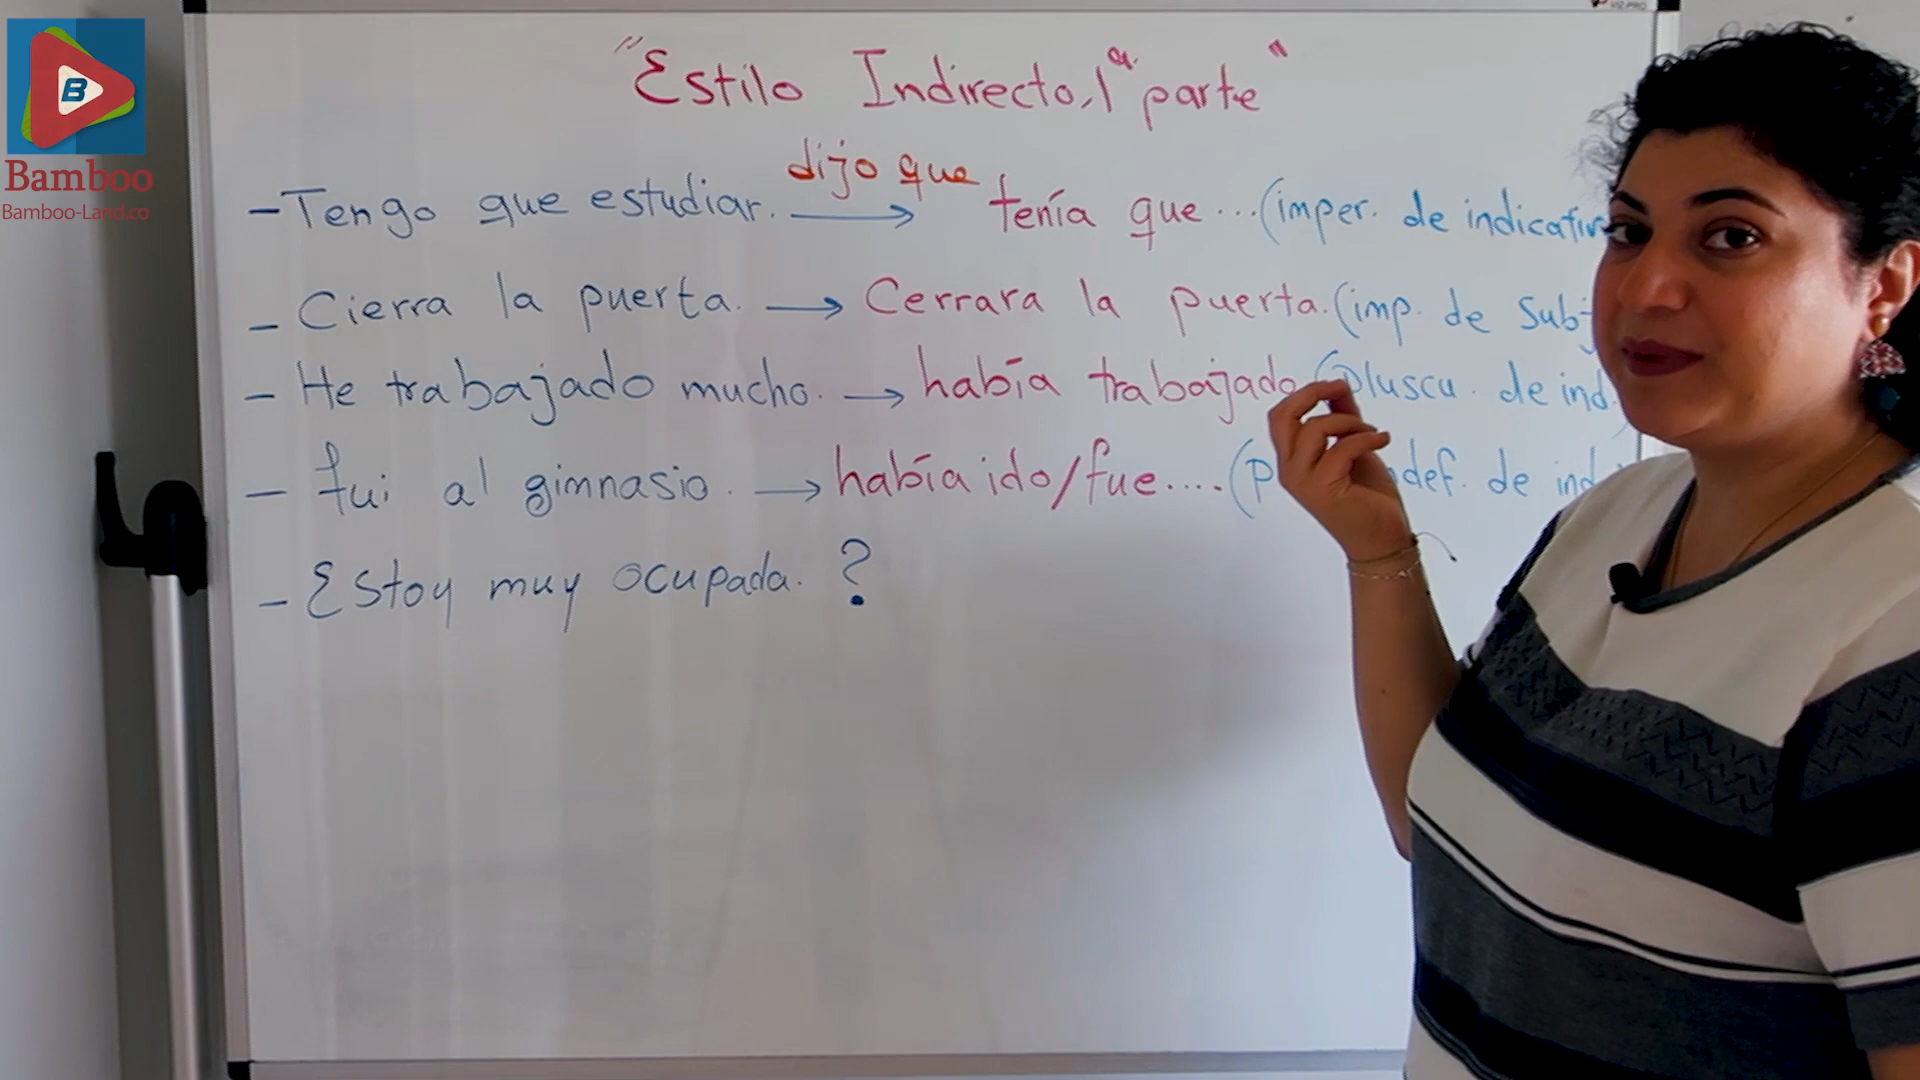 B
Bamboo
Bamboo-Land.co
"Estilo Indirecto, 1ª parte"
dijo que
- Tengo que estudiar. → tenía que ... (imper. de indicativo
- Cierra la puerta. → Cerrara la puerta. (imp. de Subj
- He trabajado mucho. → había trabajado (pluscu. de ind.)
- fui al gimnasio. → había ido/fue.... (p def. de ind
- Estoy muy ocupada. ?